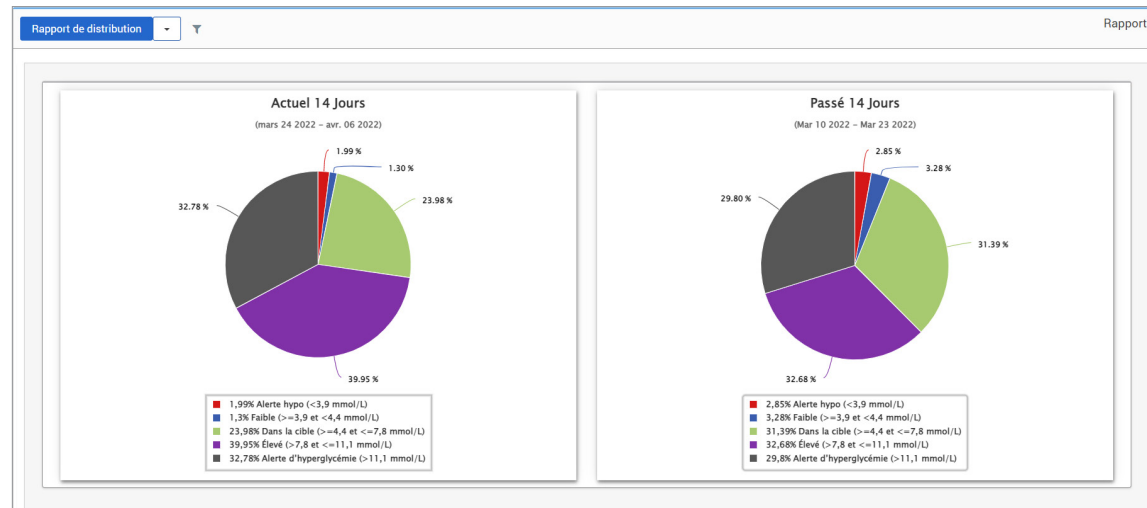 Rapport de distribution
Rapport
Actuel 14 Jours
(mars 24 2022 – avr. 06 2022)
1.99 %
1.30 %
23.98 %
32.78 %
39.95 %
1,99% Alerte hypo (<3,9 mmol/L)
1,3% Faible (>=3,9 et <4,4 mmol/L)
23,98% Dans la cible (>=4,4 et <=7,8 mmol/L)
39,95% Élevé (>7,8 et <=11,1 mmol/L)
32,78% Alerte d'hyperglycémie (>11,1 mmol/L)
Passé 14 Jours
(Mar 10 2022 – Mar 23 2022)
2.85 %
3.28 %
29.80 %
31.39 %
32.68 %
2,85% Alerte hypo (<3,9 mmol/L)
3,28% Faible (>=3,9 et <4,4 mmol/L)
31,39% Dans la cible (>=4,4 et <=7,8 mmol/L)
32,68% Élevé (>7,8 et <=11,1 mmol/L)
29,8% Alerte d'hyperglycémie (>11,1 mmol/L)